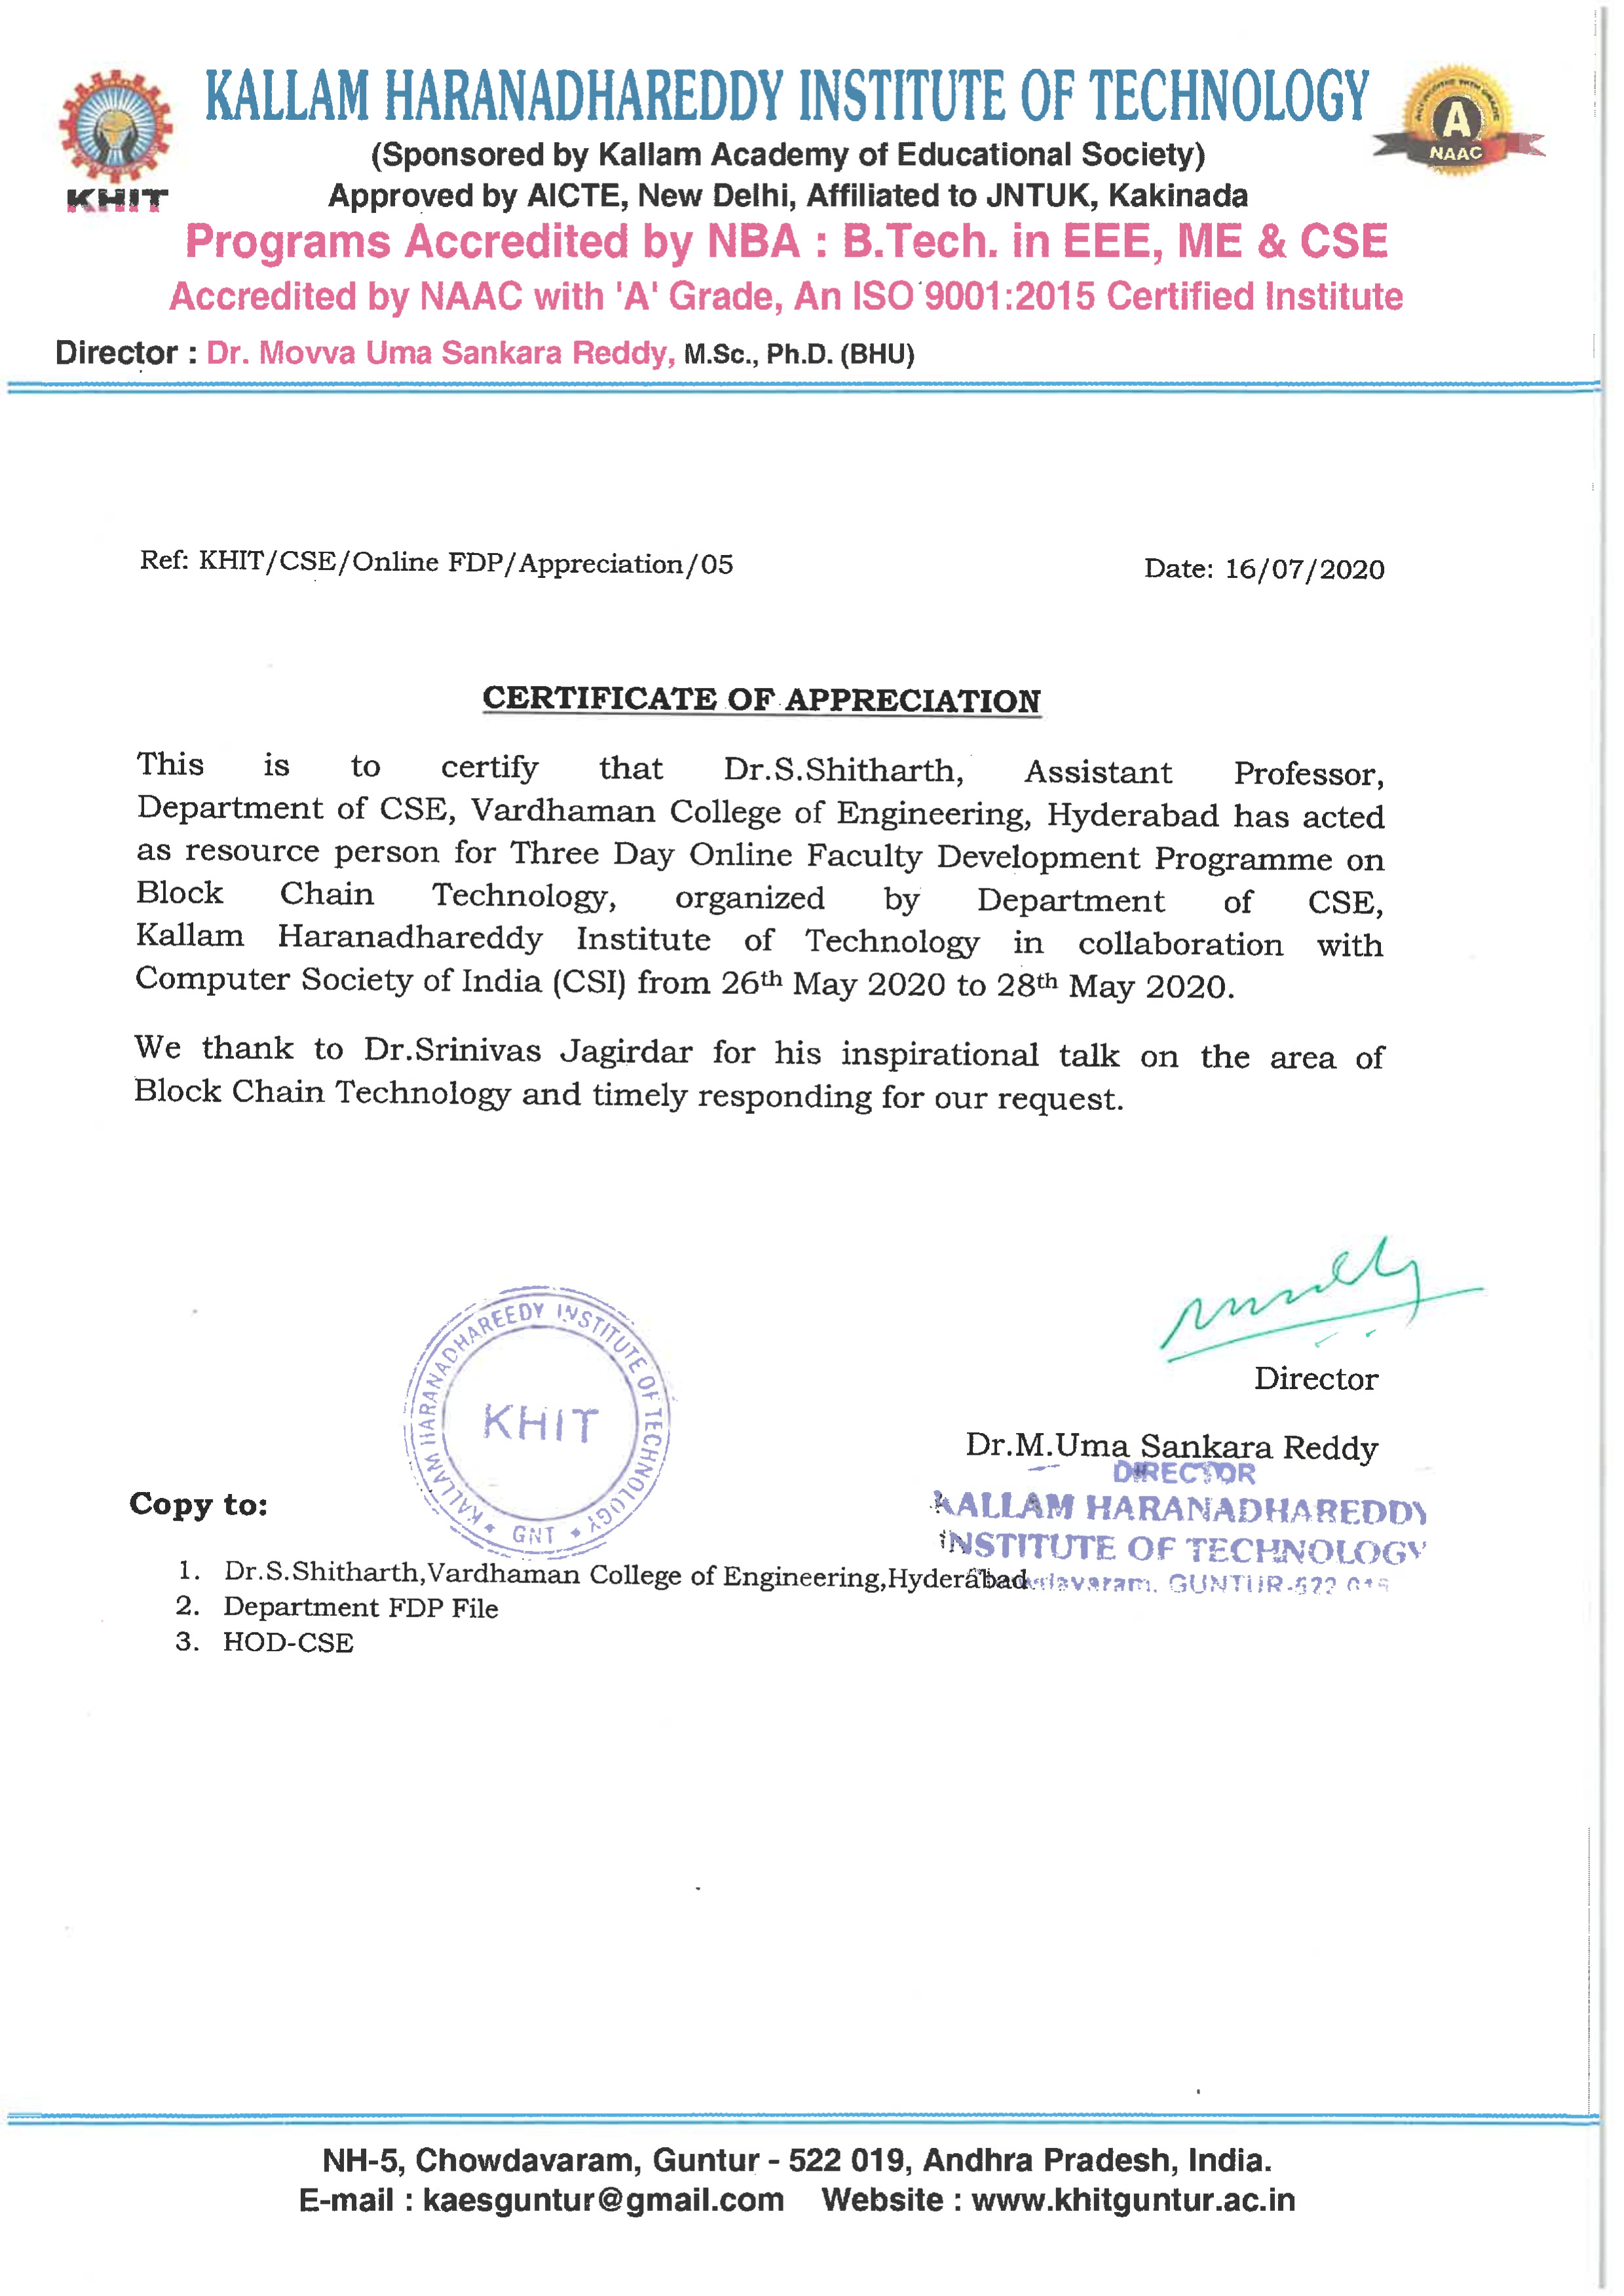 KALLAM HARANADHAREDDY INSTITUTE OF TECHNOLOGY
(Sponsored by Kallam Academy of Educational Society)
Approved by AICTE, New Delhi, Affiliated to JNTUK, Kakinada
KHIT
NAAC
A
Programs Accredited by NBA : B.Tech. in EEE, ME & CSE
Accredited by NAAC with 'A' Grade, An ISO 9001:2015 Certified Institute
Director : Dr. Movva Uma Sankara Reddy, M.Sc., Ph.D. (BHU)
Ref: KHIT/CSE/Online FDP/Appreciation/05
Date: 16/07/2020
CERTIFICATE OF APPRECIATION
This is to certify that Dr.S.Shitharth, Assistant Professor,
Department of CSE, Vardhaman College of Engineering, Hyderabad has acted
as resource person for Three Day Online Faculty Development Programme on
Block Chain Technology, organized by Department of CSE,
Kallam Haranadhareddy Institute of Technology in collaboration with
Computer Society of India (CSI) from 26th May 2020 to 28th May 2020.
We thank to Dr.Srinivas Jagirdar for his inspirational talk on the area of
Block Chain Technology and timely responding for our request.
KALLAM HARANADHAREEDY INSTITUTE OF TECHNOLOGY
KHIT
GNT
Director
Dr.M.Uma Sankara Reddy
DIRECTOR
KALLAM HARANADHAREDDY
INSTITUTE OF TECHNOLOGY
GUNTUR-522
Copy to:
1. Dr.S.Shitharth,Vardhaman College of Engineering,Hyderabad.
2. Department FDP File
3. HOD-CSE
NH-5, Chowdavaram, Guntur - 522 019, Andhra Pradesh, India.
E-mail : kaesguntur@gmail.com Website : www.khitguntur.ac.in